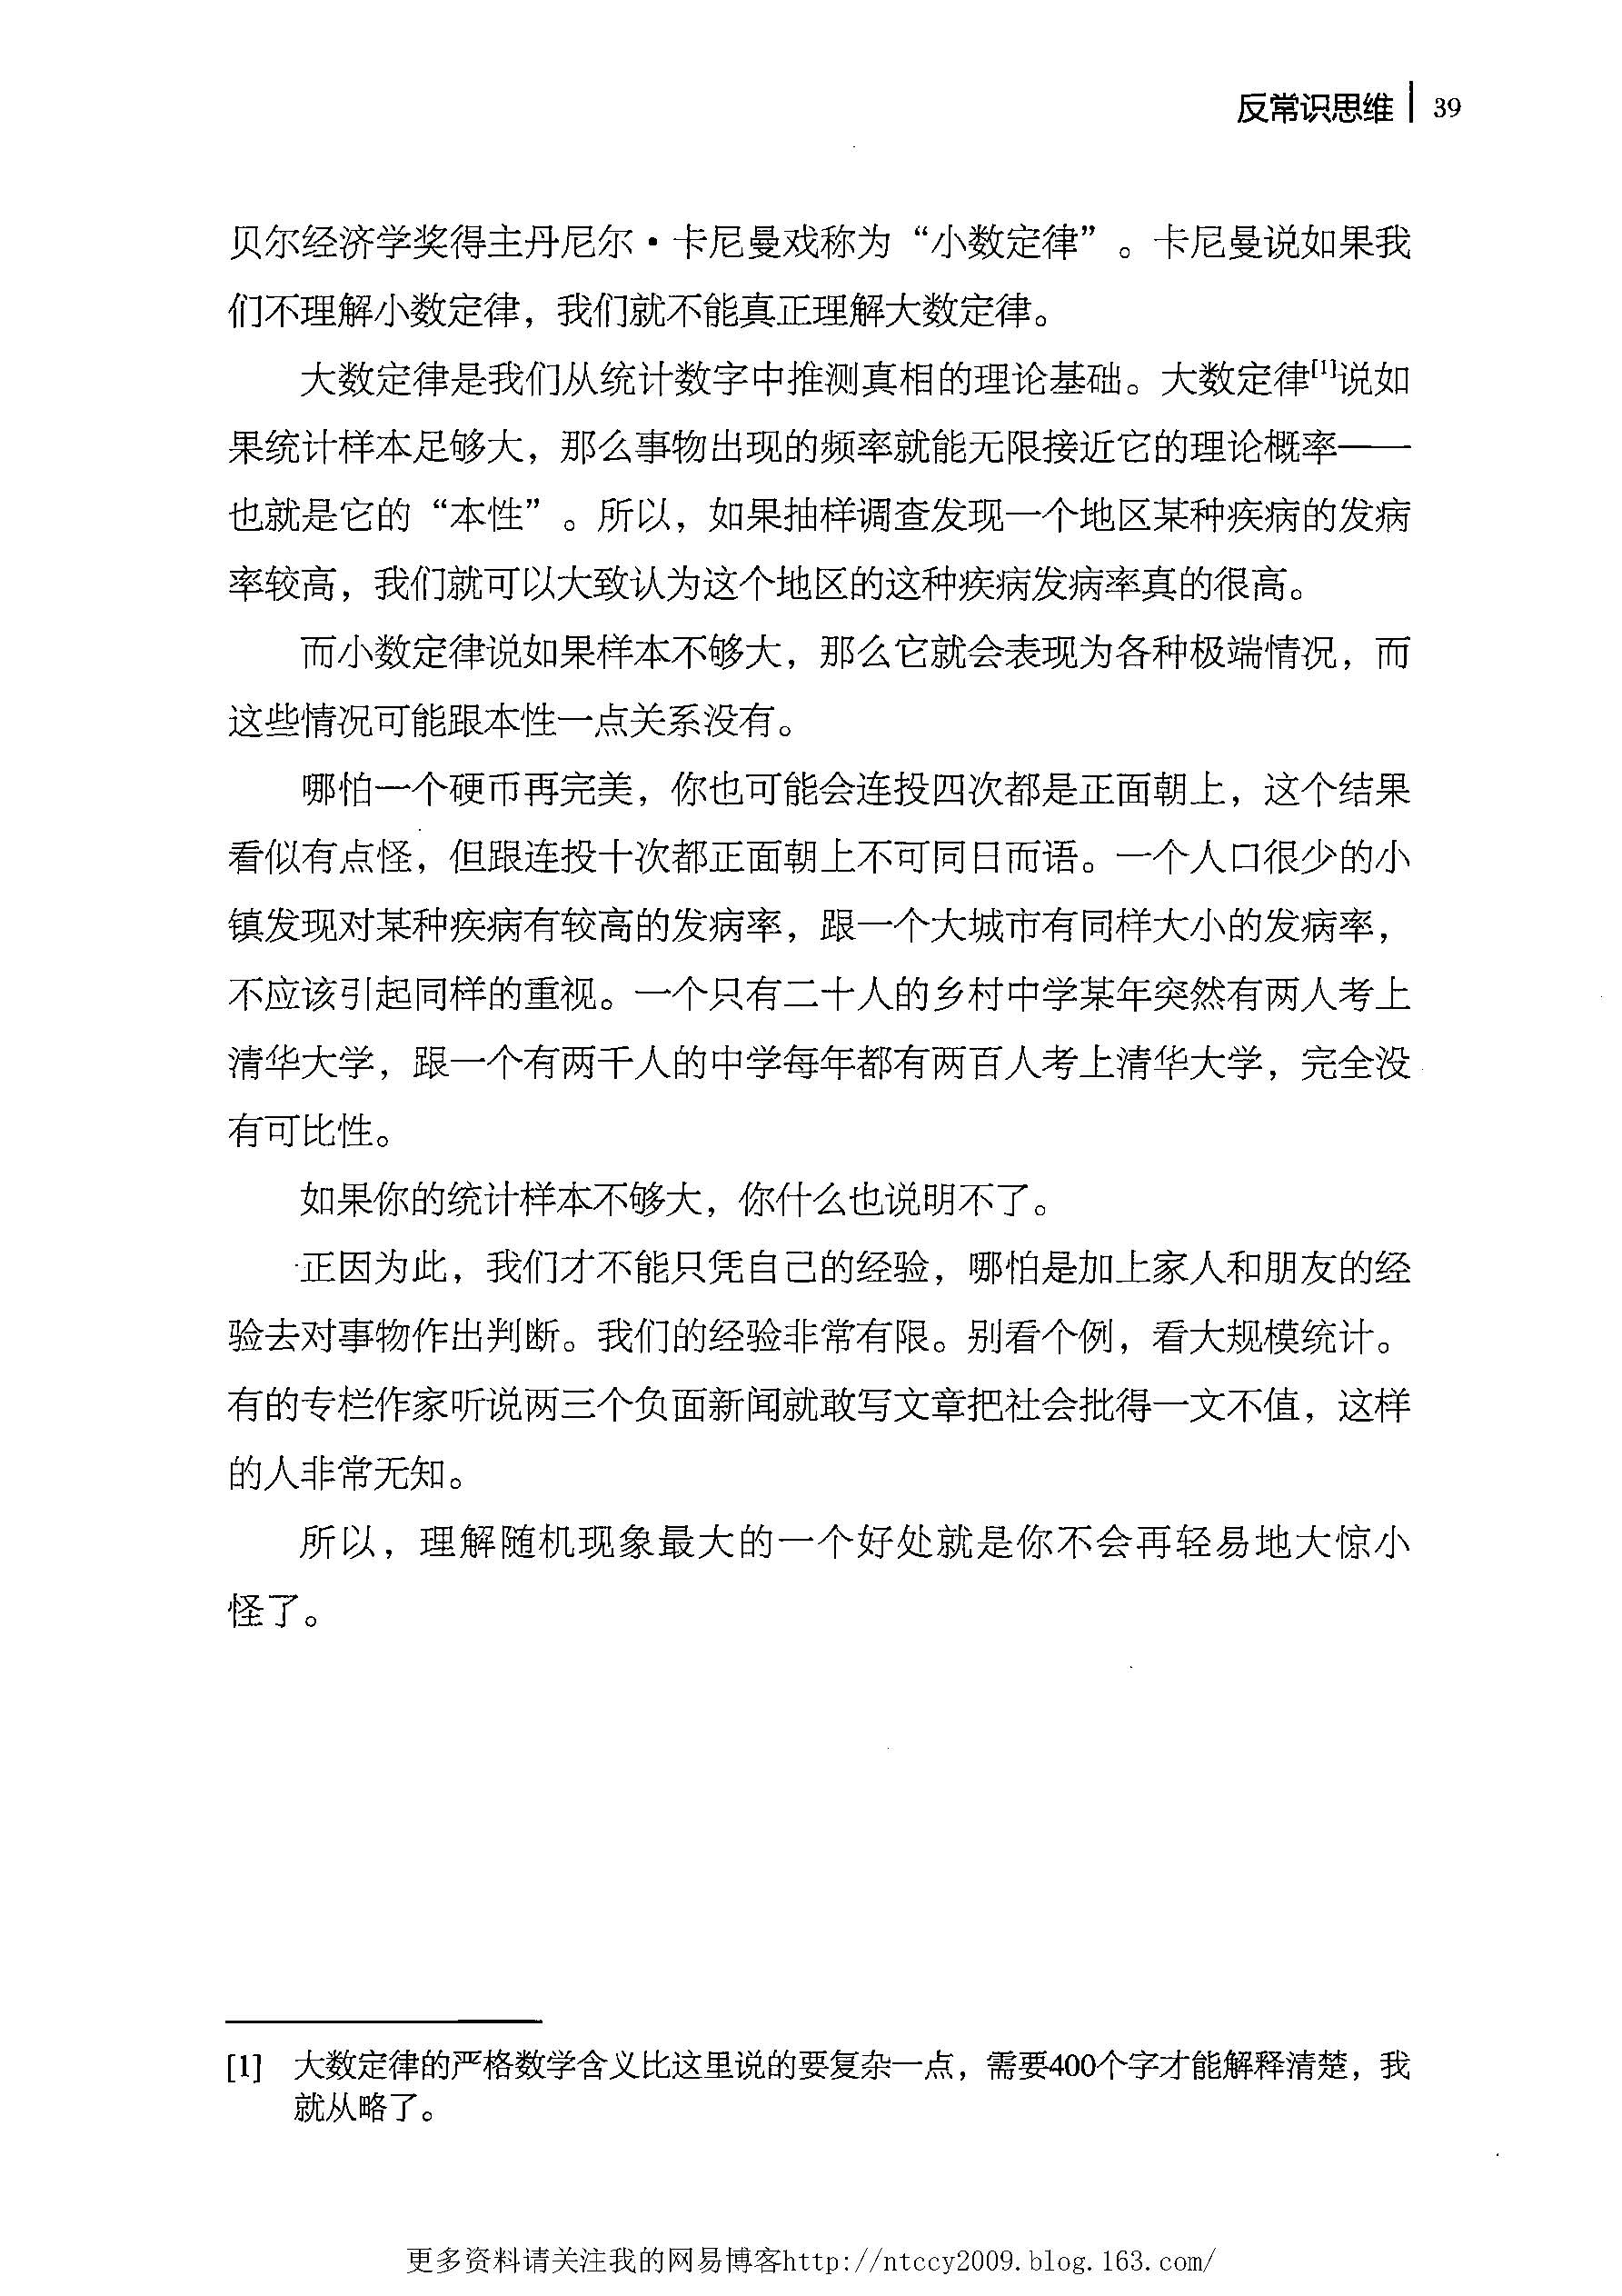 反常识思维 | 39
贝尔经济学奖得主丹尼尔·卡尼曼戏称为“小数定律”。卡尼曼说如果我
们不理解小数定律，我们就不能真正理解大数定律。
大数定律是我们从统计数字中推测真相的理论基础。大数定律[1]说如
果统计样本足够大，那么事物出现的频率就能无限接近它的理论概率——
也就是它的“本性”。所以，如果抽样调查发现一个地区某种疾病的发病
率较高，我们就可以大致认为这个地区的这种疾病发病率真的很高。
而小数定律说如果样本不够大，那么它就会表现为各种极端情况，而
这些情况可能跟本性一点关系没有。
哪怕一个硬币再完美，你也可能会连投四次都是正面朝上，这个结果
看似有点怪，但跟连投十次都正面朝上不可同日而语。一个人口很少的小
镇发现对某种疾病有较高的发病率，跟一个大城市有同样大小的发病率，
不应该引起同样的重视。一个只有二十人的乡村中学某年突然有两人考上
清华大学，跟一个有两千人的中学每年都有两百人考上清华大学，完全没
有可比性。
如果你的统计样本不够大，你什么也说明不了。
正因为此，我们才不能只凭自己的经验，哪怕是加上家人和朋友的经
验去对事物作出判断。我们的经验非常有限。别看个例，看大规模统计。
有的专栏作家听说两三个负面新闻就敢写文章把社会批得一文不值，这样
的人非常无知。
所以，理解随机现象最大的一个好处就是你不会再轻易地大惊小
怪了。
[1] 大数定律的严格数学含义比这里说的要复杂一点，需要400个字才能解释清楚，我
就从略了。
更多资料请关注我的网易博客http://ntccy2009.blog.163.com/